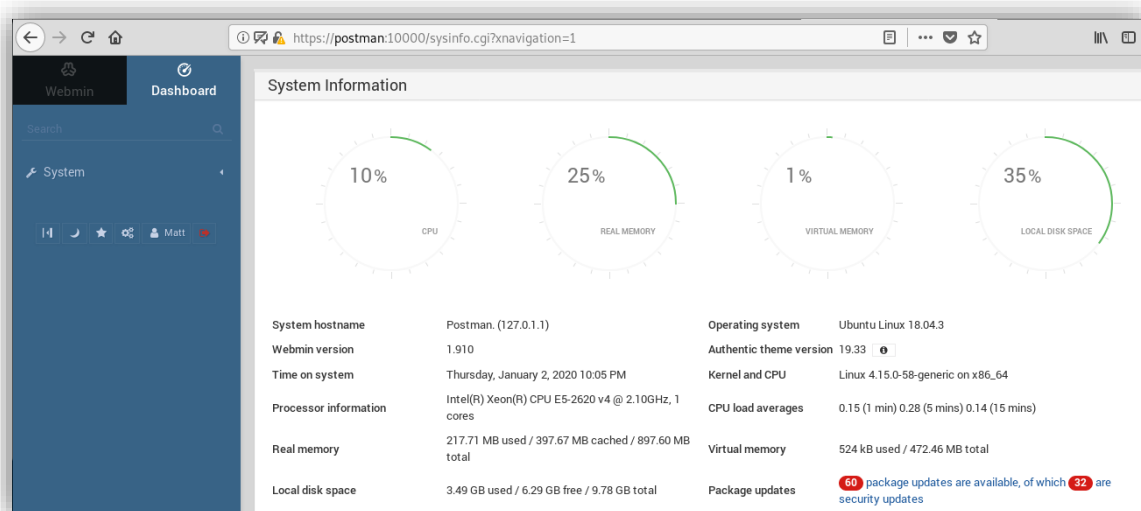 https://postman:10000/sysinfo.cgi?xnavigation=1
Webmin
Dashboard
Search
System
Matt
System Information
10%
CPU
25%
REAL MEMORY
1%
VIRTUAL MEMORY
35%
LOCAL DISK SPACE
System hostname Postman. (127.0.1.1) Operating system Ubuntu Linux 18.04.3
Webmin version 1.910 Authentic theme version 19.33
Time on system Thursday, January 2, 2020 10:05 PM Kernel and CPU Linux 4.15.0-58-generic on x86_64
Processor information Intel(R) Xeon(R) CPU E5-2620 v4 @ 2.10GHz, 1
cores CPU load averages 0.15 (1 min) 0.28 (5 mins) 0.14 (15 mins)
Real memory 217.71 MB used / 397.67 MB cached / 897.60 MB
total Virtual memory 524 kB used / 472.46 MB total
Local disk space 3.49 GB used / 6.29 GB free / 9.78 GB total Package updates 60 package updates are available, of which 32 are
security updates